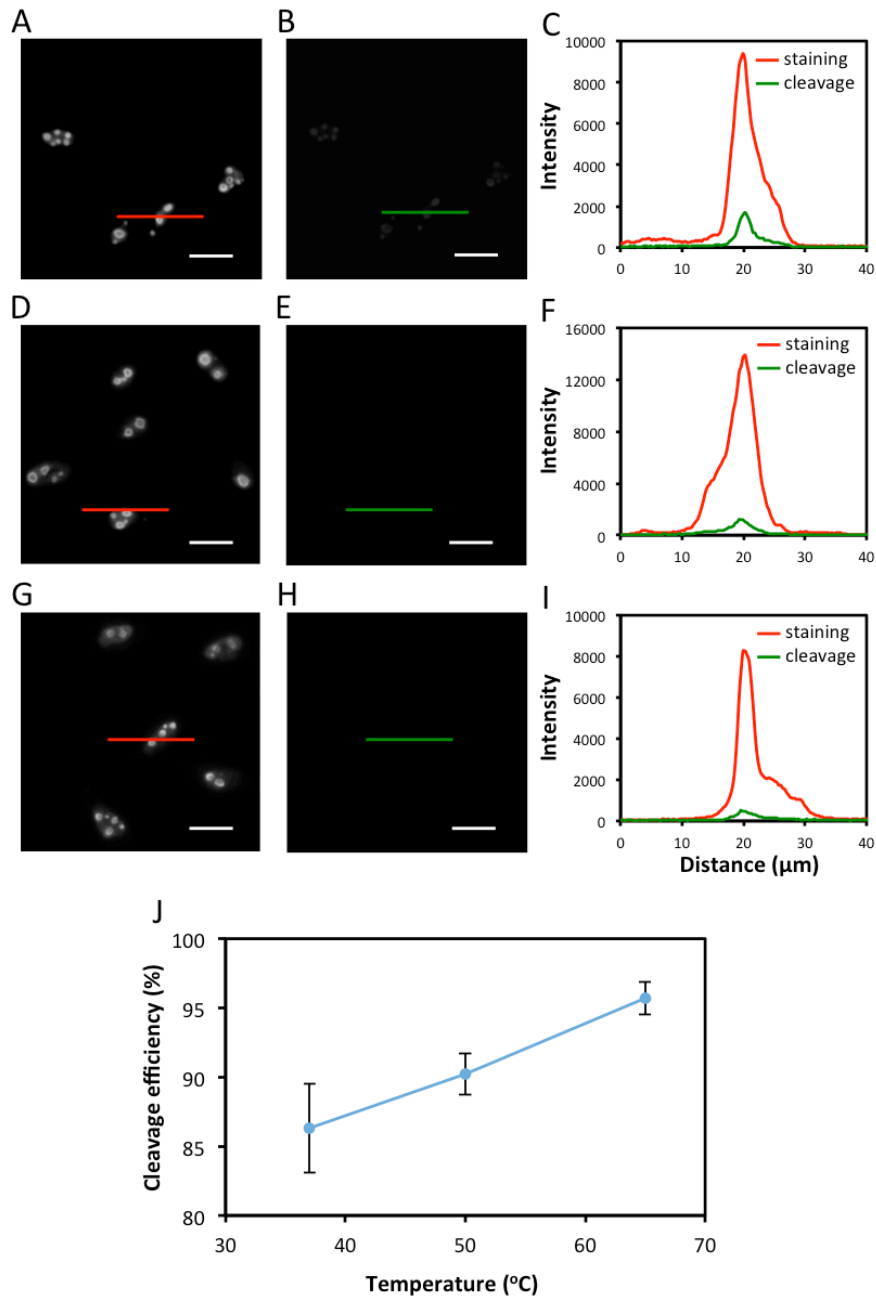 A
B
C
10000
8000
6000
4000
2000
0
Intensity
staining
cleavage
0 10 20 30 40
D
E
F
16000
12000
8000
4000
0
Intensity
staining
cleavage
0 10 20 30 40
G
H
I
10000
8000
6000
4000
2000
0
Intensity
staining
cleavage
0 10 20 30 40
Distance (μm)
J
100
95
90
85
80
Cleavage efficiency (%)
30 40 50 60 70
Temperature (ºC)